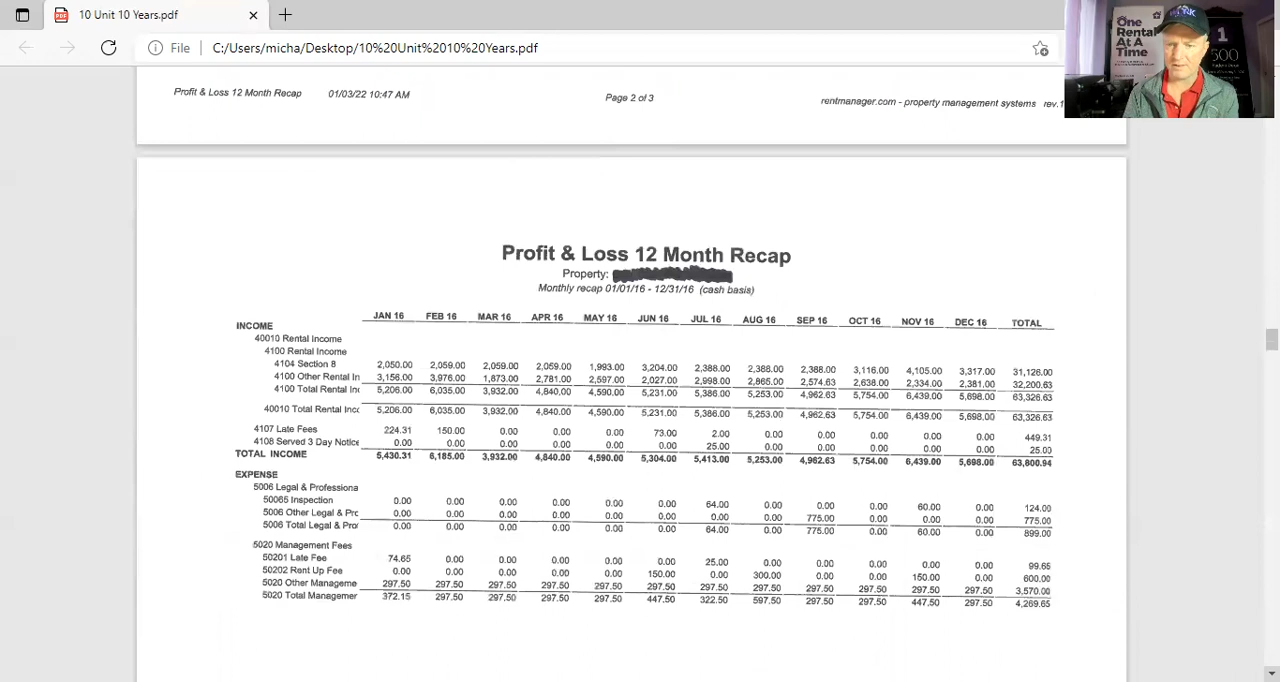 10 Unit 10 Years.pdf
File C:/Users/micha/Desktop/10%20Unit%2010%20Years.pdf
One
Rental
At A
Time
1
500
Profit & Loss 12 Month Recap 01/03/22 10:47 AM Page 2 of 3 rentmanager.com - property management systems rev.1
Profit & Loss 12 Month Recap
Property:
Monthly recap 01/01/16 - 12/31/16 (cash basis)
JAN 16 FEB 16 MAR 16 APR 16 MAY 16 JUN 16 JUL 16 AUG 16 SEP 16 OCT 16 NOV 16 DEC 16 TOTAL
INCOME
40010 Rental Income
4100 Rental Income
4104 Section 8 2,050.00 2,059.00 2,059.00 2,059.00 1,993.00 3,204.00 2,388.00 2,388.00 2,388.00 3,116.00 4,105.00 3,317.00 31,126.00
4100 Other Rental In 3,156.00 3,976.00 1,873.00 2,781.00 2,597.00 2,027.00 2,998.00 2,865.00 2,574.63 2,638.00 2,334.00 2,381.00 32,200.63
4100 Total Rental Inc 5,206.00 6,035.00 3,932.00 4,840.00 4,590.00 5,231.00 5,386.00 5,253.00 4,962.63 5,754.00 6,439.00 5,698.00 63,326.63
40010 Total Rental Inc 5,206.00 6,035.00 3,932.00 4,840.00 4,590.00 5,231.00 5,386.00 5,253.00 4,962.63 5,754.00 6,439.00 5,698.00 63,326.63
4107 Late Fees 224.31 150.00 0.00 0.00 0.00 73.00 2.00 0.00 0.00 0.00 0.00 0.00 449.31
4108 Served 3 Day Notice 0.00 0.00 0.00 0.00 0.00 0.00 25.00 0.00 0.00 0.00 0.00 0.00 25.00
TOTAL INCOME 5,430.31 6,185.00 3,932.00 4,840.00 4,590.00 5,304.00 5,413.00 5,253.00 4,962.63 5,754.00 6,439.00 5,698.00 63,800.94
EXPENSE
5006 Legal & Professiona
50065 Inspection 0.00 0.00 0.00 0.00 0.00 0.00 64.00 0.00 0.00 0.00 60.00 0.00 124.00
5006 Other Legal & Prc 0.00 0.00 0.00 0.00 0.00 0.00 0.00 0.00 775.00 0.00 0.00 0.00 775.00
5006 Total Legal & Prof 0.00 0.00 0.00 0.00 0.00 0.00 64.00 0.00 775.00 0.00 60.00 0.00 899.00
5020 Management Fees
50201 Late Fee 74.65 0.00 0.00 0.00 0.00 0.00 25.00 0.00 0.00 0.00 0.00 0.00 99.65
50202 Rent Up Fee 0.00 0.00 0.00 0.00 0.00 150.00 0.00 300.00 0.00 0.00 150.00 0.00 600.00
5020 Other Manageme 297.50 297.50 297.50 297.50 297.50 297.50 297.50 297.50 297.50 297.50 297.50 297.50 3,570.00
5020 Total Managemer 372.15 297.50 297.50 297.50 297.50 447.50 322.50 597.50 297.50 297.50 447.50 297.50 4,269.65